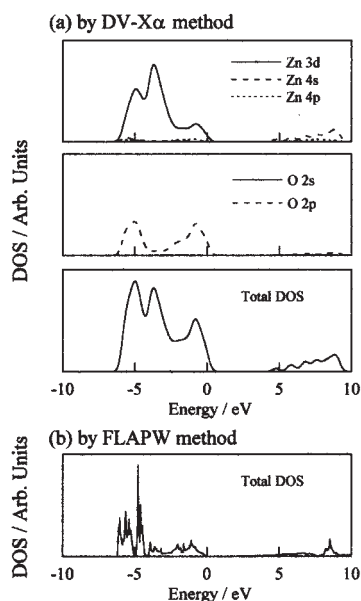 (a) by DV-Xα method
Zn 3d
Zn 4s
Zn 4p
O 2s
O 2p
DOS / Arb. Units
Total DOS
-10 -5 0 5 10
Energy / eV
(b) by FLAPW method
DOS / Arb. Units
Total DOS
-10 -5 0 5 10
Energy / eV